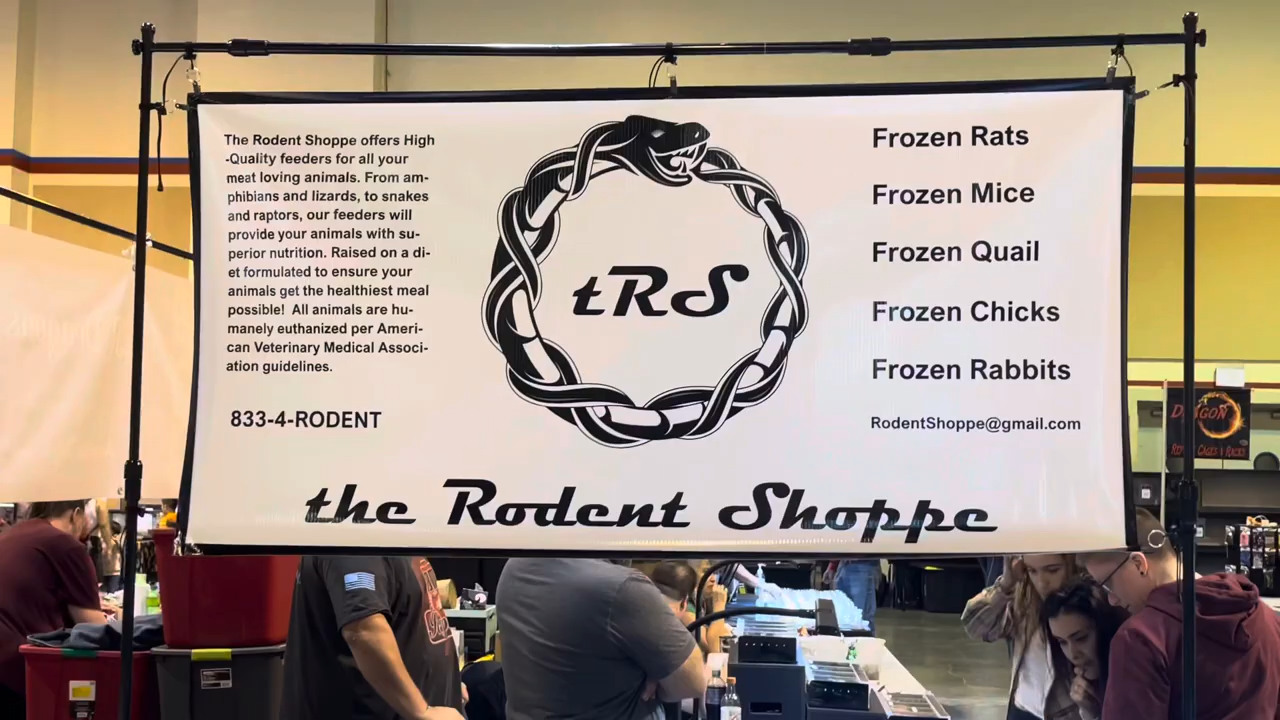 The Rodent Shoppe offers High
-Quality feeders for all your
meat loving animals. From am-
phibians and lizards, to snakes
and raptors, our feeders will
provide your animals with su-
perior nutrition. Raised on a di-
et formulated to ensure your
animals get the healthiest meal
possible! All animals are hu-
manely euthanized per Ameri-
can Veterinary Medical Associ-
ation guidelines.
833-4-RODENT
tRS
Frozen Rats
Frozen Mice
Frozen Quail
Frozen Chicks
Frozen Rabbits
RodentShoppe@gmail.com
the Rodent Shoppe